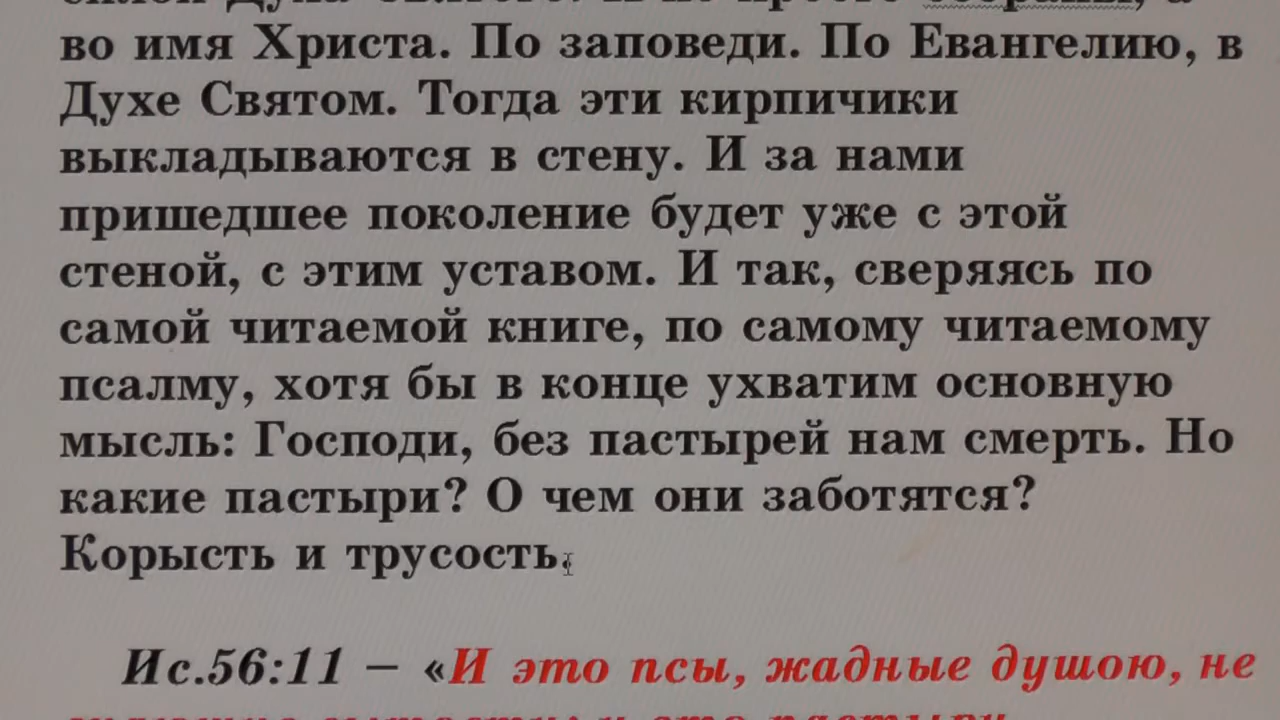 во имя Христа. По заповеди. По Евангелию, в
Духе Святом. Тогда эти кирпичики
выкладываются в стену. И за нами
пришедшее поколение будет уже с этой
стеной, с этим уставом. И так, сверяясь по
самой читаемой книге, по самому читаемому
псалму, хотя бы в конце ухватим основную
мысль: Господи, без пастырей нам смерть. Но
какие пастыри? О чем они заботятся?
Корысть и трусость.
Ис.56:11 – «И это псы, жадные душою, не